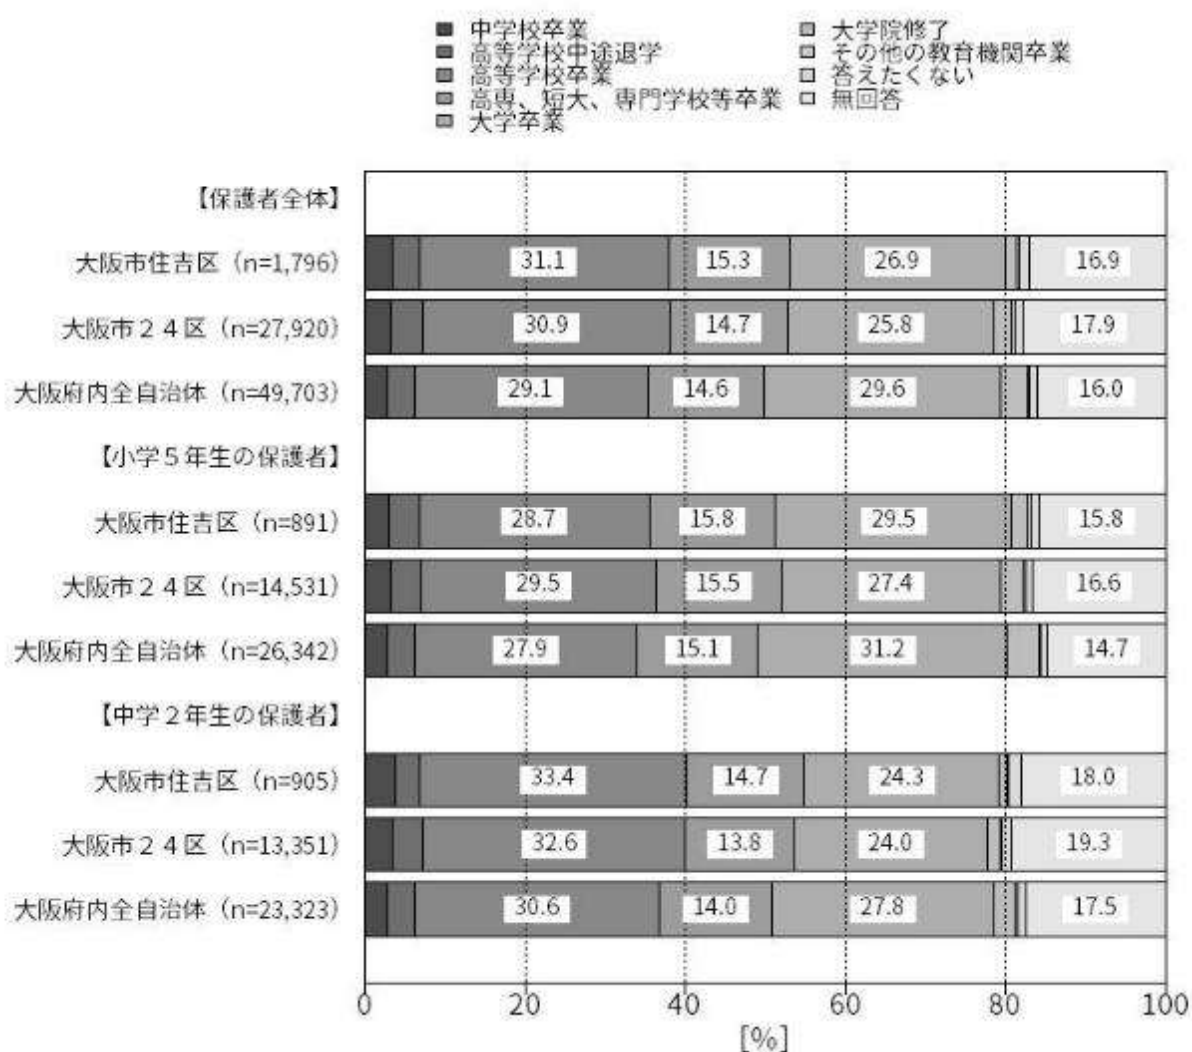 中学校卒業
高等学校中途退学
高等学校卒業
高専、短大、専門学校等卒業
大学卒業
大学院修了
その他の教育機関卒業
答えたくない
無回答
【保護者全体】
大阪市住吉区（n=1,796） 31.1 15.3 26.9 16.9
大阪市２４区（n=27,920） 30.9 14.7 25.8 17.9
大阪府内全自治体（n=49,703） 29.1 14.6 29.6 16.0
【小学５年生の保護者】
大阪市住吉区（n=891） 28.7 15.8 29.5 15.8
大阪市２４区（n=14,531） 29.5 15.5 27.4 16.6
大阪府内全自治体（n=26,342） 27.9 15.1 31.2 14.7
【中学２年生の保護者】
大阪市住吉区（n=905） 33.4 14.7 24.3 18.0
大阪市２４区（n=13,351） 32.6 13.8 24.0 19.3
大阪府内全自治体（n=23,323） 30.6 14.0 27.8 17.5
0 20 40 60 80 100
[%]